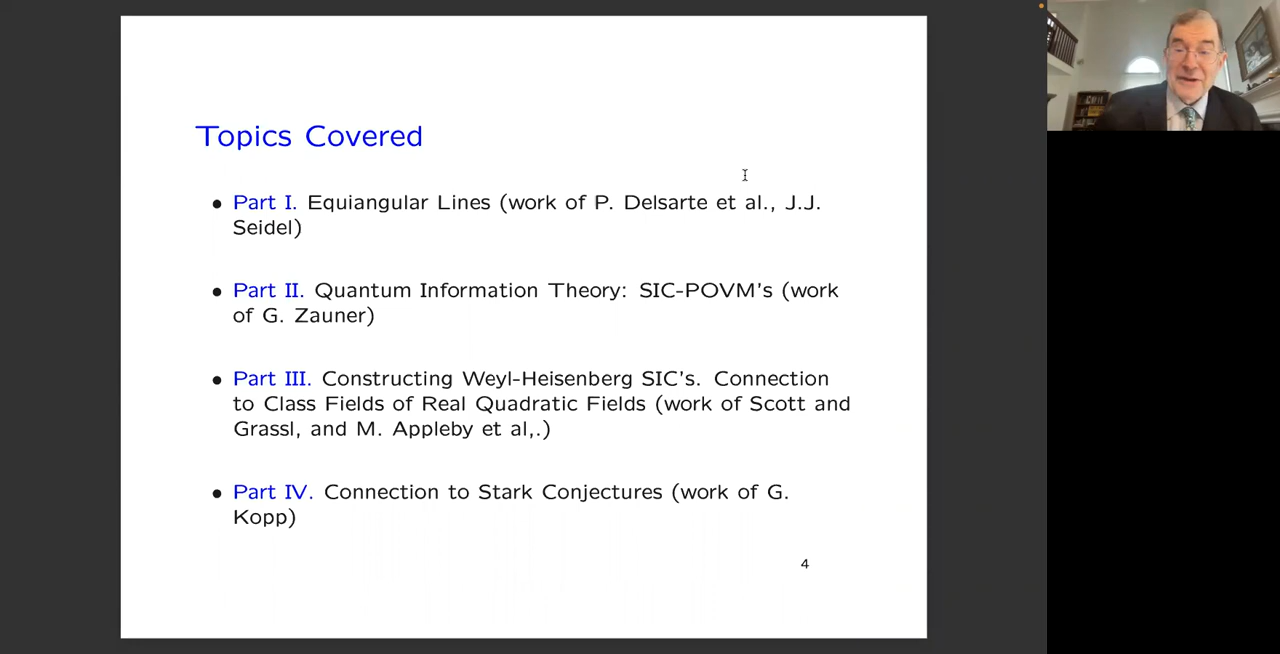 Topics Covered
• Part I. Equiangular Lines (work of P. Delsarte et al., J.J.
Seidel)
• Part II. Quantum Information Theory: SIC-POVM's (work
of G. Zauner)
• Part III. Constructing Weyl-Heisenberg SIC's. Connection
to Class Fields of Real Quadratic Fields (work of Scott and
Grassl, and M. Appleby et al,.)
• Part IV. Connection to Stark Conjectures (work of G.
Kopp)
4